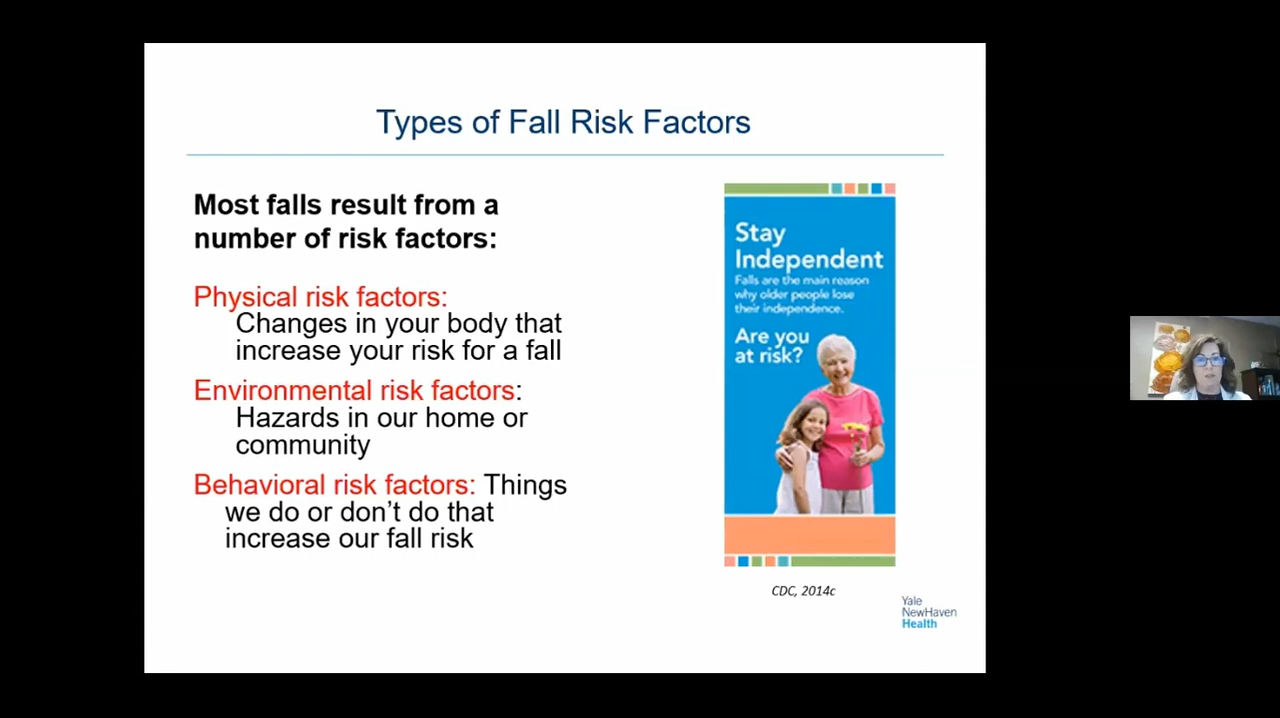 Types of Fall Risk Factors
Most falls result from a
number of risk factors:
Physical risk factors:
Changes in your body that
increase your risk for a fall
Environmental risk factors:
Hazards in our home or
community
Behavioral risk factors: Things
we do or don't do that
increase our fall risk
Stay
Independent
Falls are the main reason
why older people lose
their independence.
Are you
at risk?
CDC, 2014c
Yale
NewHaven
Health